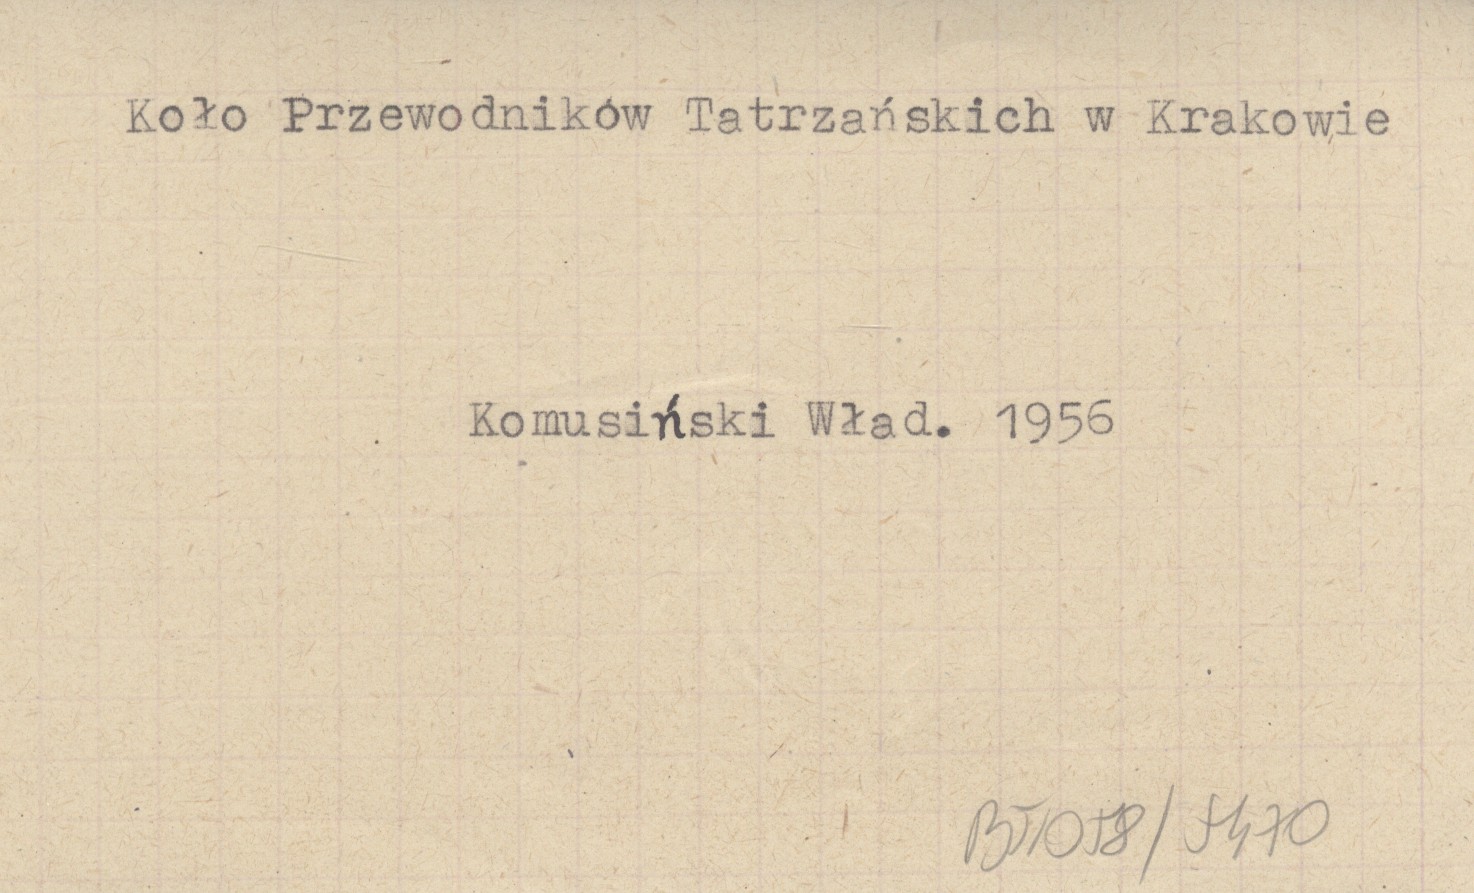 Koło Przewodników Tatrzańskich w Krakowie
Komusiński Wład. 1956